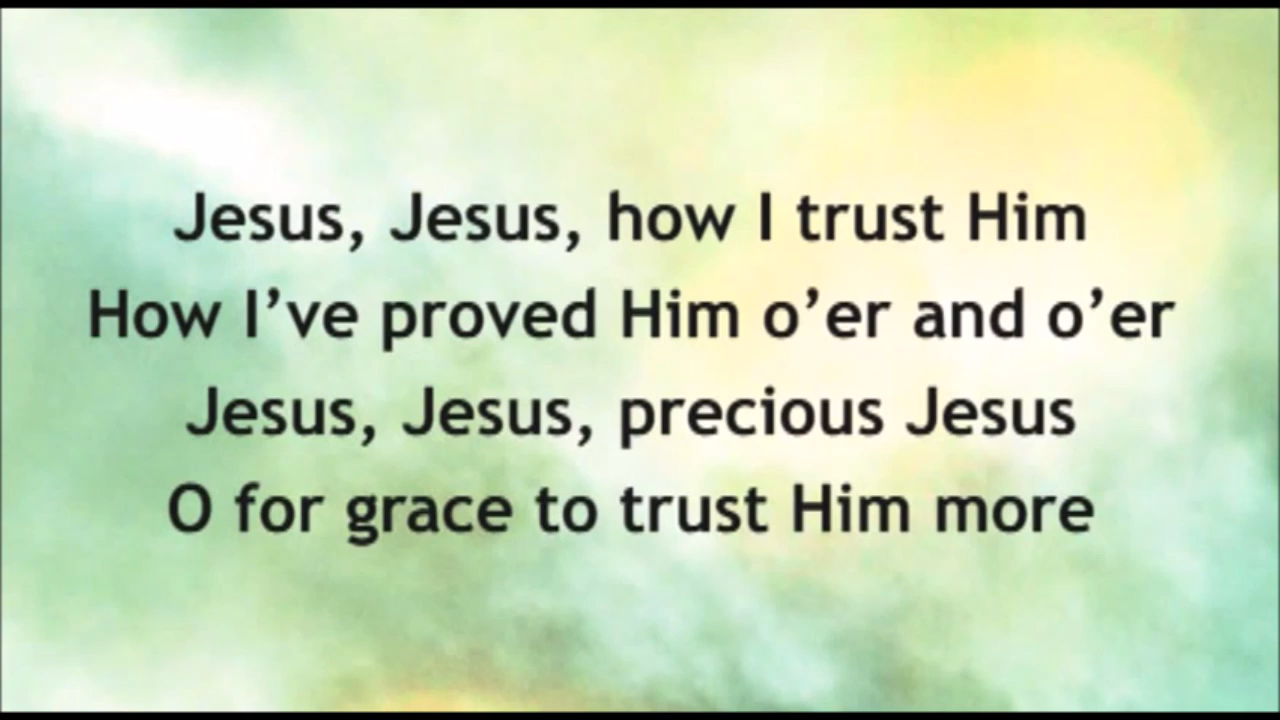 Jesus, Jesus, how I trust Him
How I’ve proved Him o’er and o’er
Jesus, Jesus, precious Jesus
O for grace to trust Him more